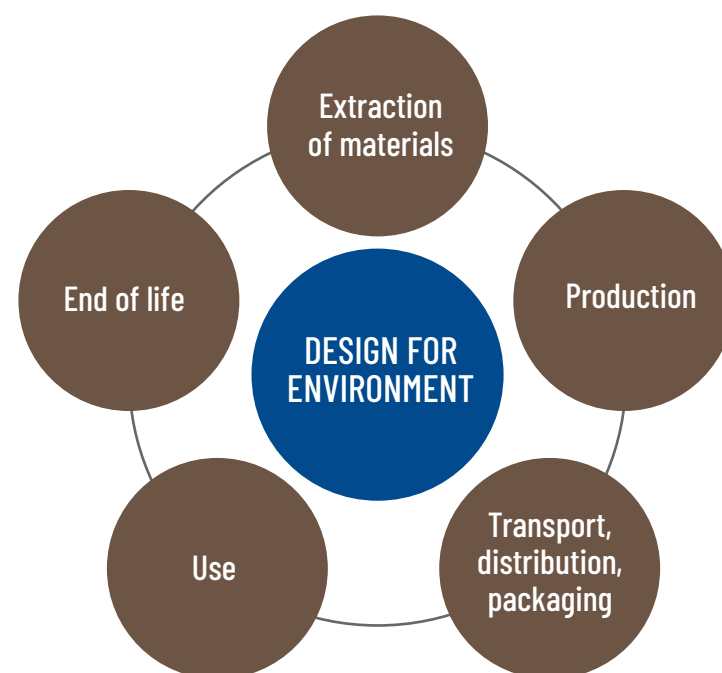 Extraction
of materials
Production
Transport,
distribution,
packaging
Use
End of life
DESIGN FOR
ENVIRONMENT